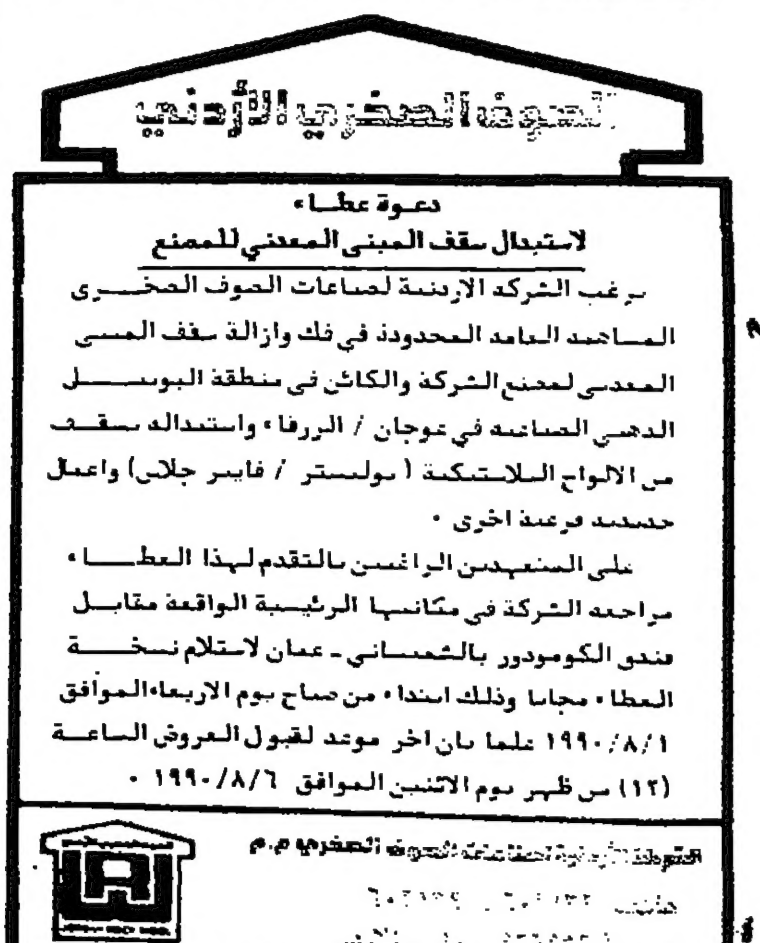 الصوف الصخري الأردني
دعوة عطاء
لاستبدال سقف المبنى المعدني للمصنع
ترغب الشركة الاردنية لصناعات الصوف الصخري
المساهمة العامة المحدودة في فك وازالة سقف المبنى
المعدني لمصنع الشركة والكائن في منطقة
الصناعية في عوجان / الزرقاء واستبداله بسقف
من الالواح البلاستيكية ( بوليستر / فايبر جلاس) واعمال
حديدية فرعية اخرى .
على المتعهدين الراغبين بالتقدم لهذا العطاء
مراجعة الشركة في مكاتبها الرئيسية الواقعة مقابل
فندق الكومودور بالشميساني - عمان لاستلام نسخة
العطاء مجانا وذلك ابتداء من صباح يوم الاربعاء الموافق
١٩٩٠/٨/١ علما بان اخر موعد لقبول العروض الساعة
(١٢) من ظهر يوم الاثنين الموافق ١٩٩٠/٨/٦ .
الشركة الأردنية لصناعات الصوف الصخري م.م
هاتف